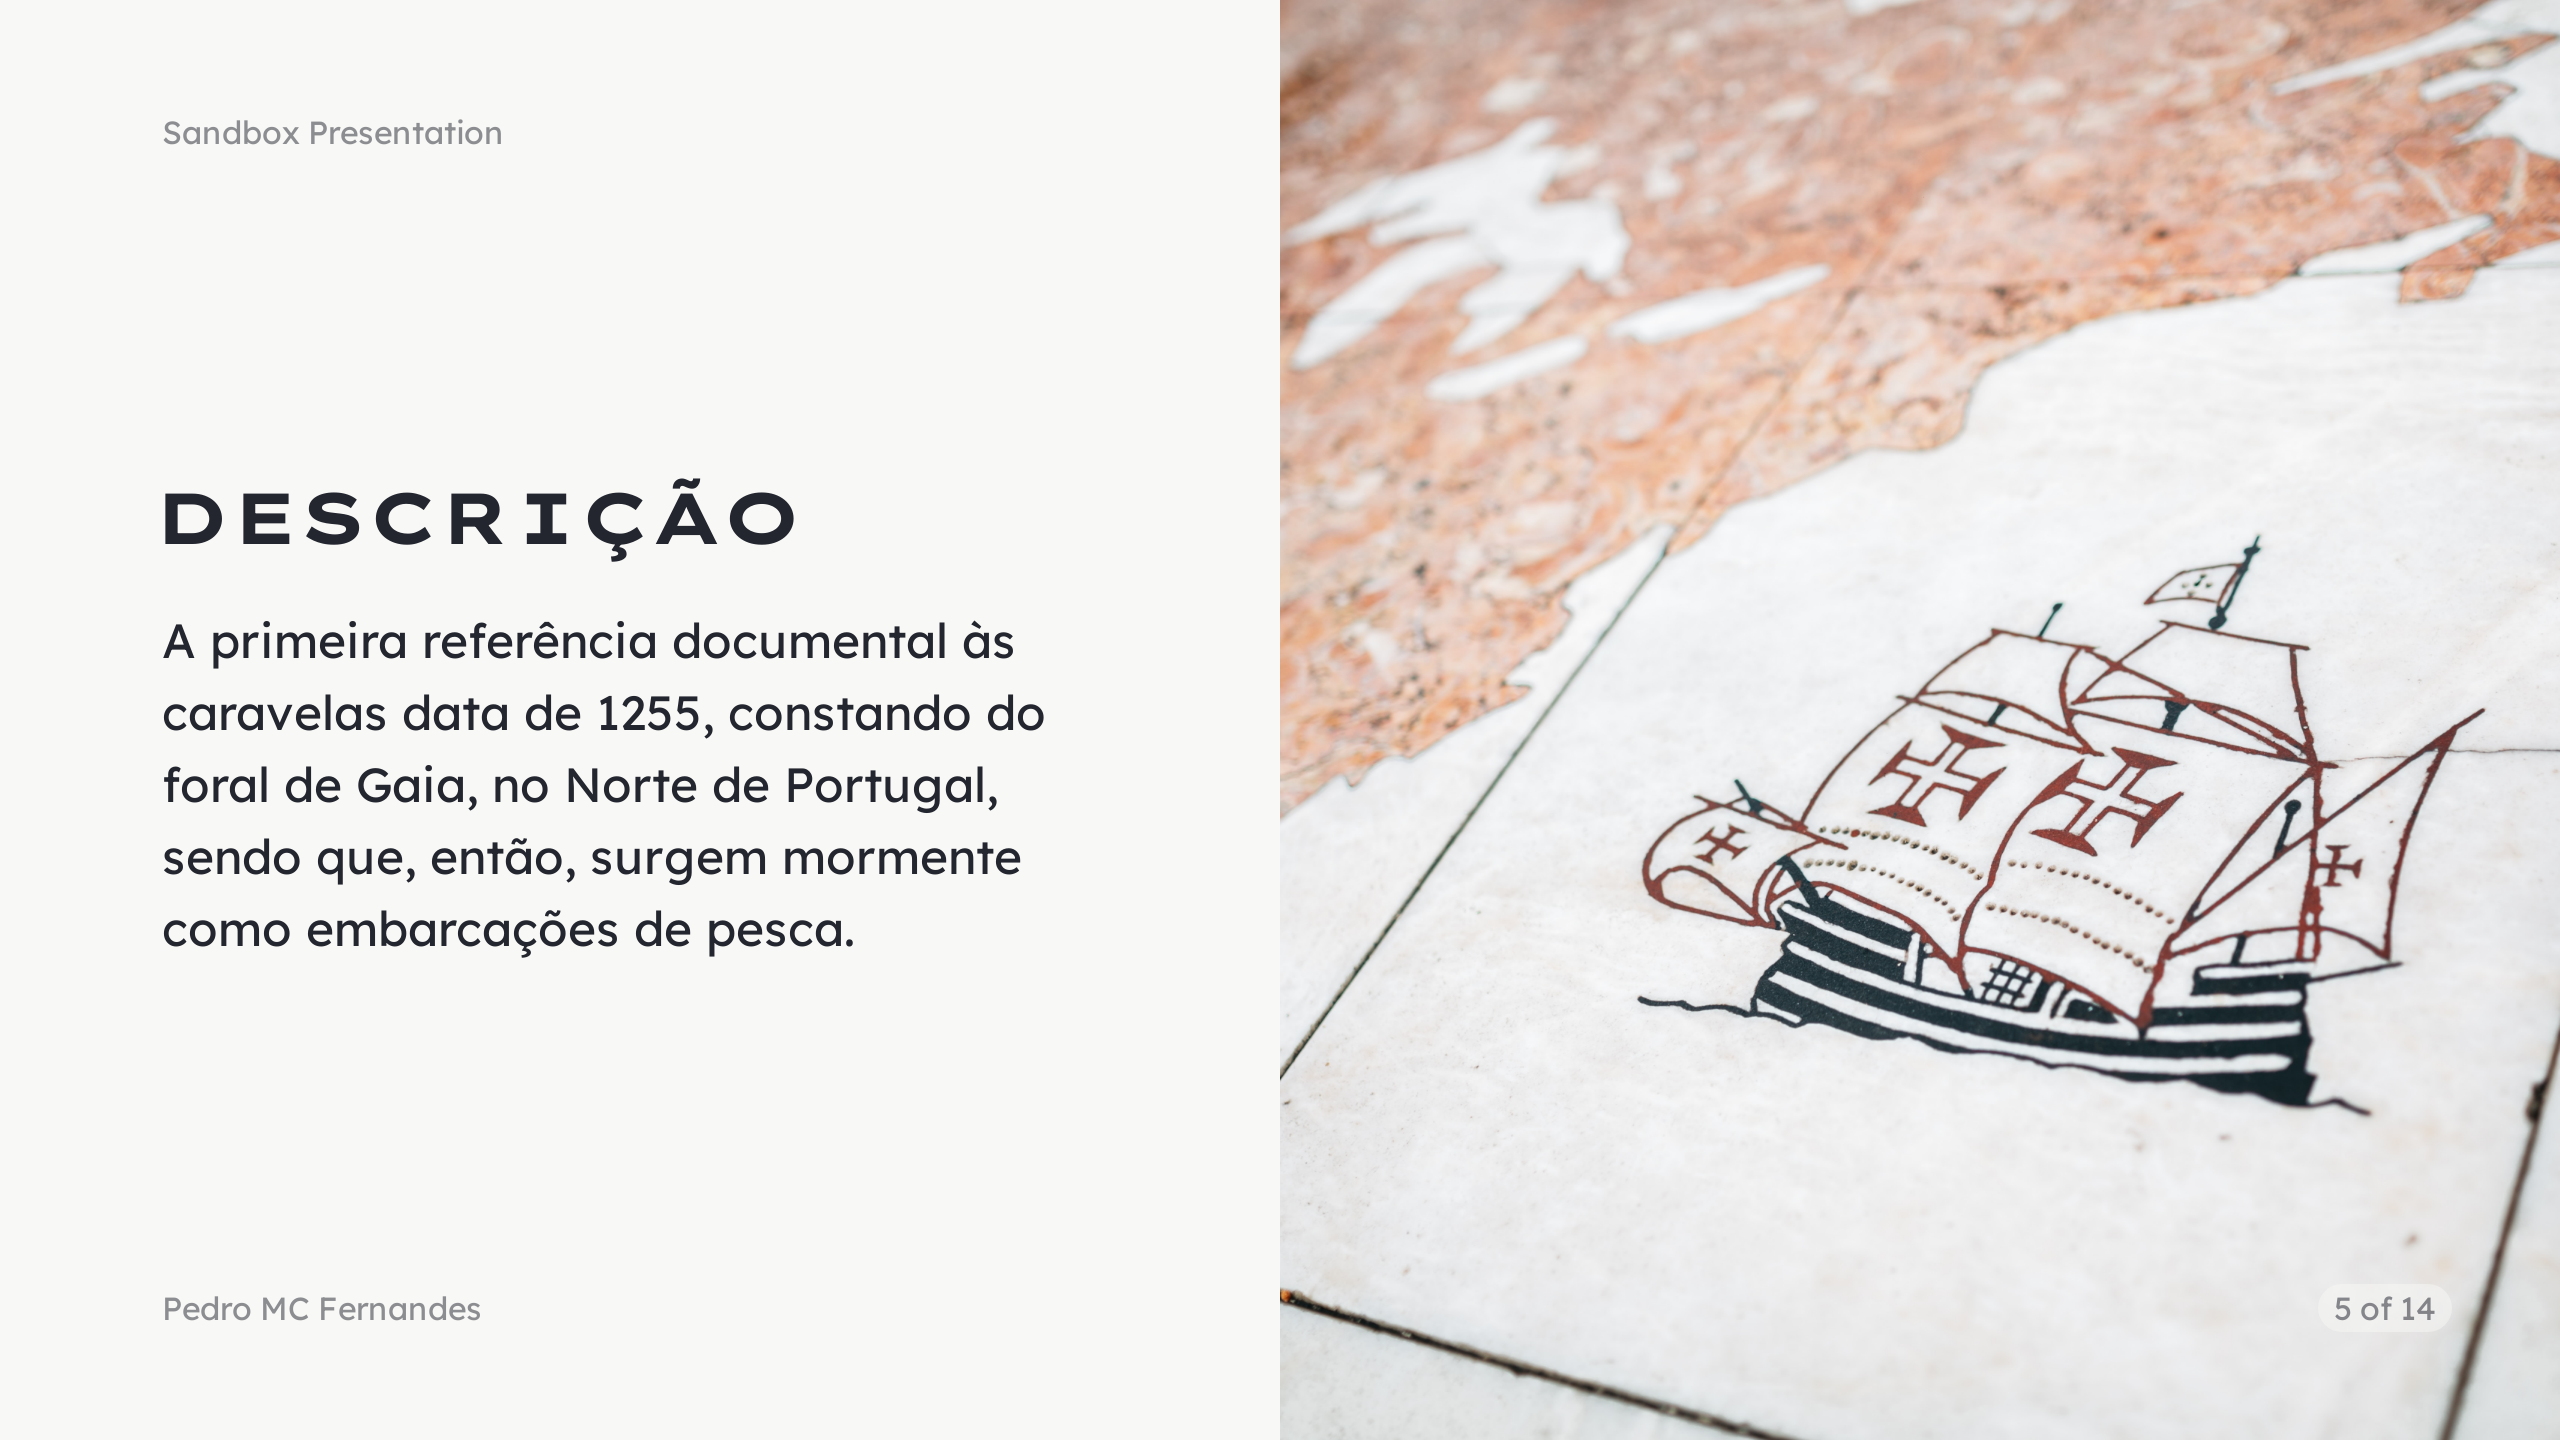 Sandbox Presentation
DESCRIÇÃO
A primeira referência documental às
caravelas data de 1255, constando do
foral de Gaia, no Norte de Portugal,
sendo que, então, surgem mormente
como embarcações de pesca.
Pedro MC Fernandes
5 of 14